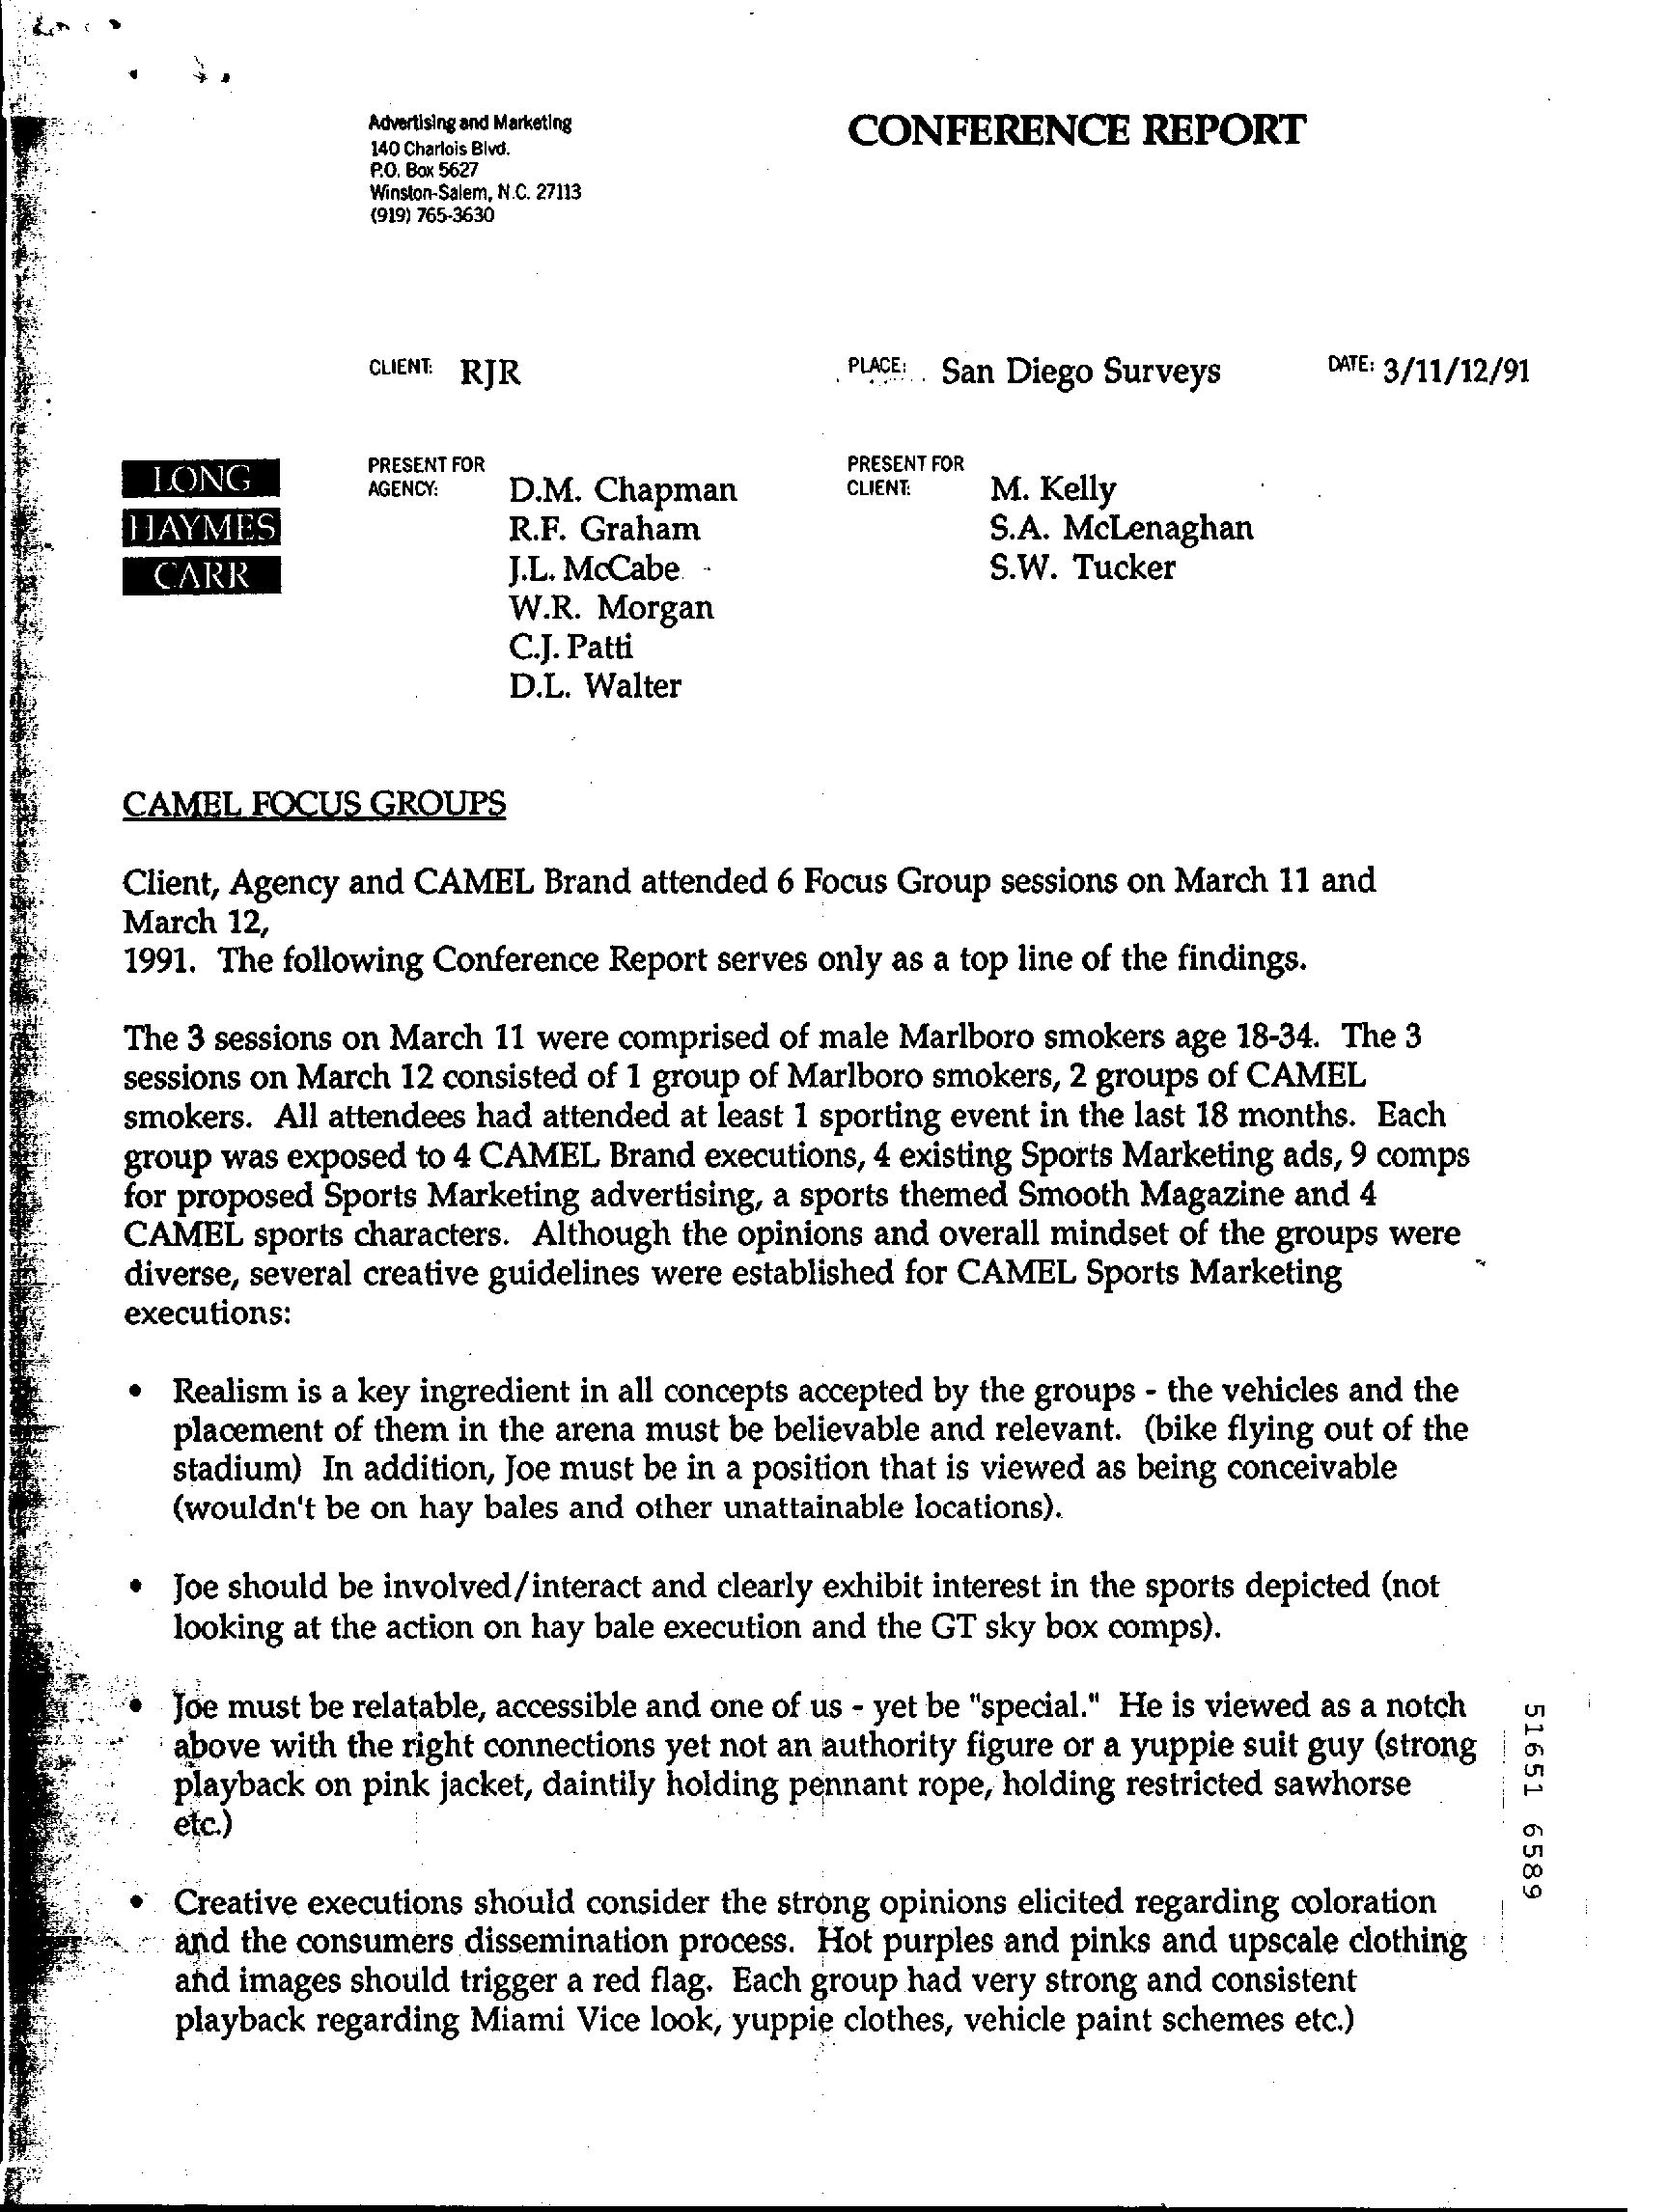 Advertising and Marketing
140 Charlois Blvd.
P.O. Box 5627
Winston-Salem, N.C. 27113
(919) 765-3630
CONFERENCE REPORT
CLIENT: RJR
PLACE: San Diego Surveys
DATE: 3/11/12/91
LONG
HAYMES
CARR
PRESENT FOR
AGENCY: D.M. Chapman
R.F. Graham
J.L. McCabe
W.R. Morgan
C.J. Patti
D.L. Walter
PRESENT FOR
CLIENT: M. Kelly
S.A. McLenaghan
S.W. Tucker
CAMEL FOCUS GROUPS
Client, Agency and CAMEL Brand attended 6 Focus Group sessions on March 11 and
March 12,
1991. The following Conference Report serves only as a top line of the findings.
The 3 sessions on March 11 were comprised of male Marlboro smokers age 18-34. The 3
sessions on March 12 consisted of 1 group of Marlboro smokers, 2 groups of CAMEL
smokers. All attendees had attended at least 1 sporting event in the last 18 months. Each
group was exposed to 4 CAMEL Brand executions, 4 existing Sports Marketing ads, 9 comps
for proposed Sports Marketing advertising, a sports themed Smooth Magazine and 4
CAMEL sports characters. Although the opinions and overall mindset of the groups were
diverse, several creative guidelines were established for CAMEL Sports Marketing
executions:
• Realism is a key ingredient in all concepts accepted by the groups - the vehicles and the
placement of them in the arena must be believable and relevant. (bike flying out of the
stadium) In addition, Joe must be in a position that is viewed as being conceivable
(wouldn't be on hay bales and other unattainable locations).
• Joe should be involved/interact and clearly exhibit interest in the sports depicted (not
looking at the action on hay bale execution and the GT sky box comps).
• Joe must be relatable, accessible and one of us - yet be "special." He is viewed as a notch
above with the right connections yet not an authority figure or a yuppie suit guy (strong
playback on pink jacket, daintily holding pennant rope, holding restricted sawhorse
etc.)
• Creative executions should consider the strong opinions elicited regarding coloration
and the consumers dissemination process. Hot purples and pinks and upscale clothing
and images should trigger a red flag. Each group had very strong and consistent
playback regarding Miami Vice look, yuppie clothes, vehicle paint schemes etc.)
51651 6589